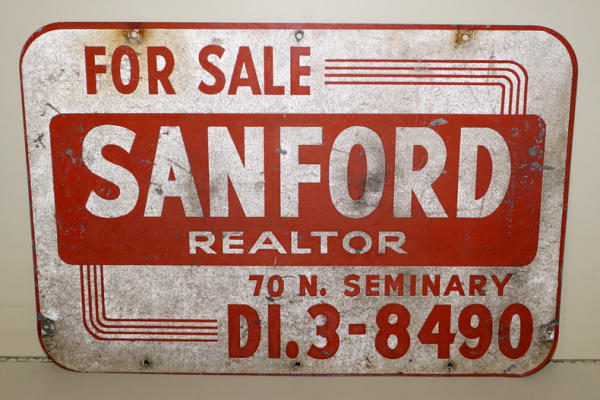 FOR SALE
SANFORD
REALTOR
70 N. SEMINARY
DI.3-8490